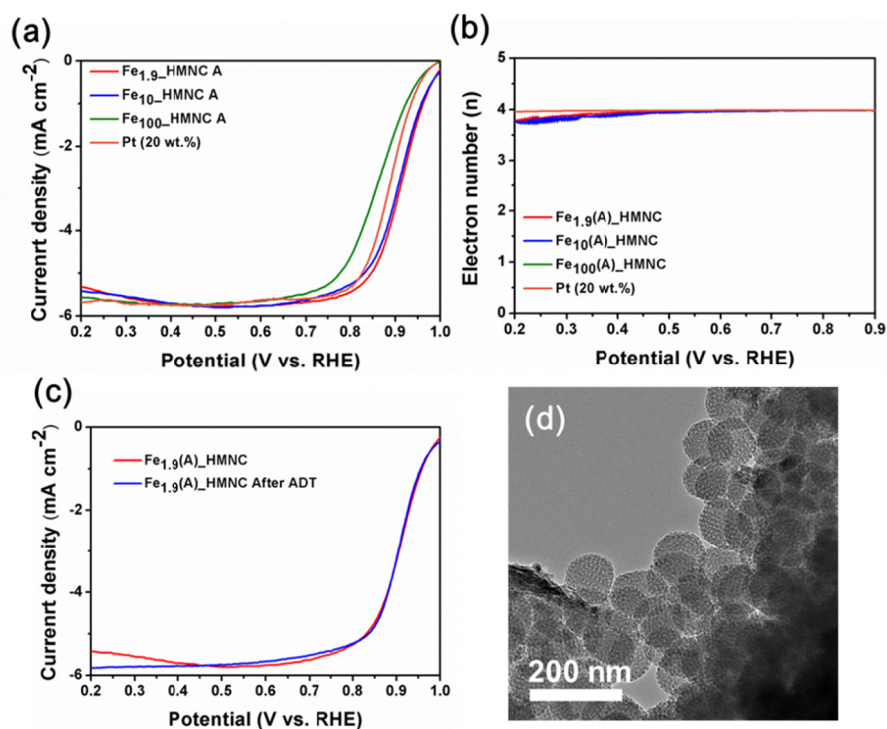 (a)
Fe1.9_HMNC A
Fe10_HMNC A
Fe100_HMNC A
Pt (20 wt.%)
Currenrt density (mA cm-2)
0
-2
-4
-6
0.2 0.3 0.4 0.5 0.6 0.7 0.8 0.9 1.0
Potential (V vs. RHE)
(b)
Electron number (n)
5
4
3
2
1
0
Fe1.9(A)_HMNC
Fe10(A)_HMNC
Fe100(A)_HMNC
Pt (20 wt.%)
0.2 0.3 0.4 0.5 0.6 0.7 0.8 0.9
Potential (V vs. RHE)
(c)
Fe1.9(A)_HMNC
Fe1.9(A)_HMNC After ADT
Currenrt density (mA cm-2)
0
-2
-4
-6
0.2 0.3 0.4 0.5 0.6 0.7 0.8 0.9 1.0
Potential (V vs. RHE)
(d)
200 nm